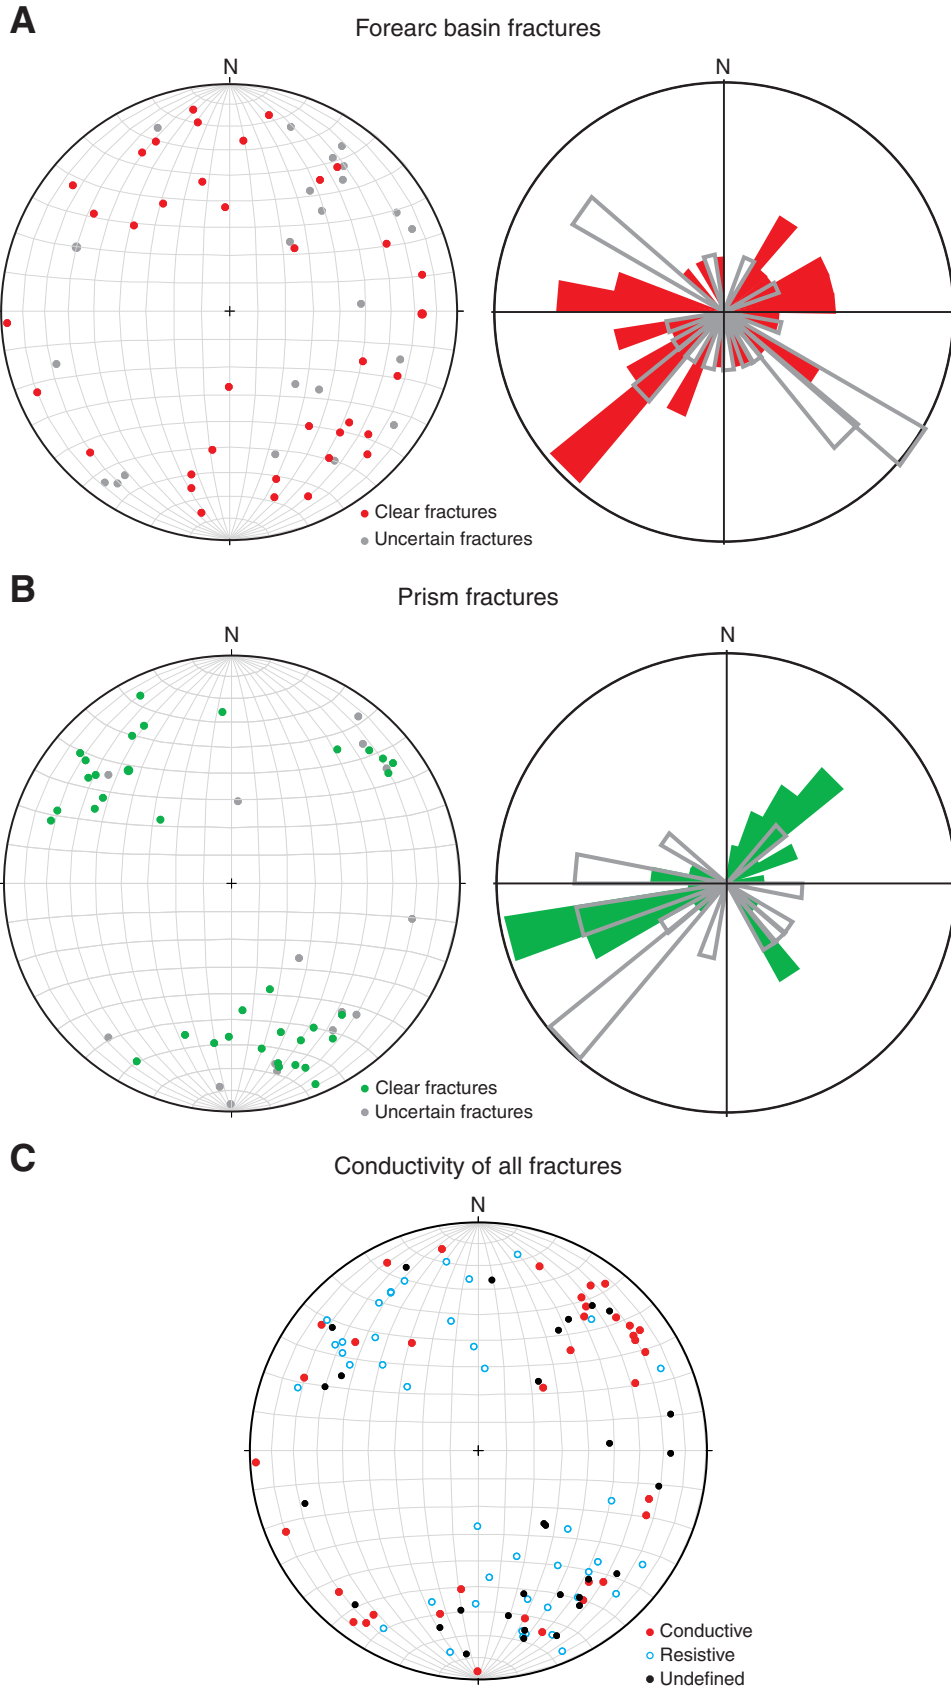 A
Forearc basin fractures
N
N
Clear fractures
Uncertain fractures
B
Prism fractures
N
N
Clear fractures
Uncertain fractures
C
Conductivity of all fractures
N
Conductive
Resistive
Undefined